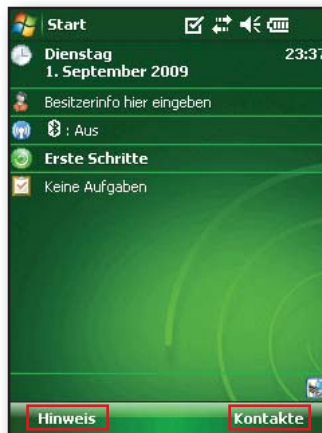 Start
Dienstag 23:37
1. September 2009
Besitzerinfo hier eingeben
: Aus
Erste Schritte
Keine Aufgaben
Hinweis Kontakte